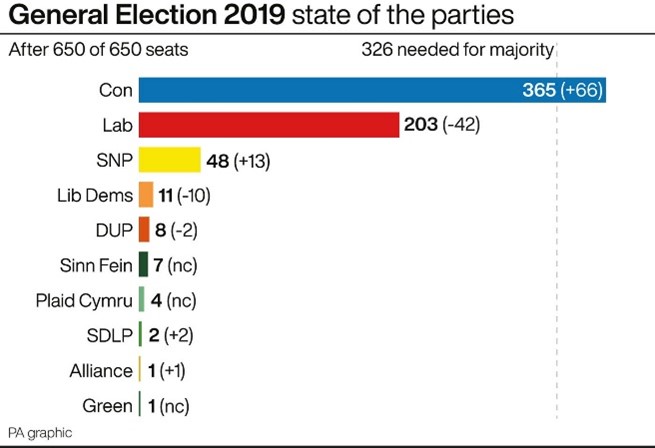 General Election 2019 state of the parties
After 650 of 650 seats 326 needed for majority
Con 365 (+66)
Lab 203 (-42)
SNP 48 (+13)
Lib Dems 11 (-10)
DUP 8 (-2)
Sinn Fein 7 (nc)
Plaid Cymru 4 (nc)
SDLP 2 (+2)
Alliance 1 (+1)
Green 1 (nc)
PA graphic